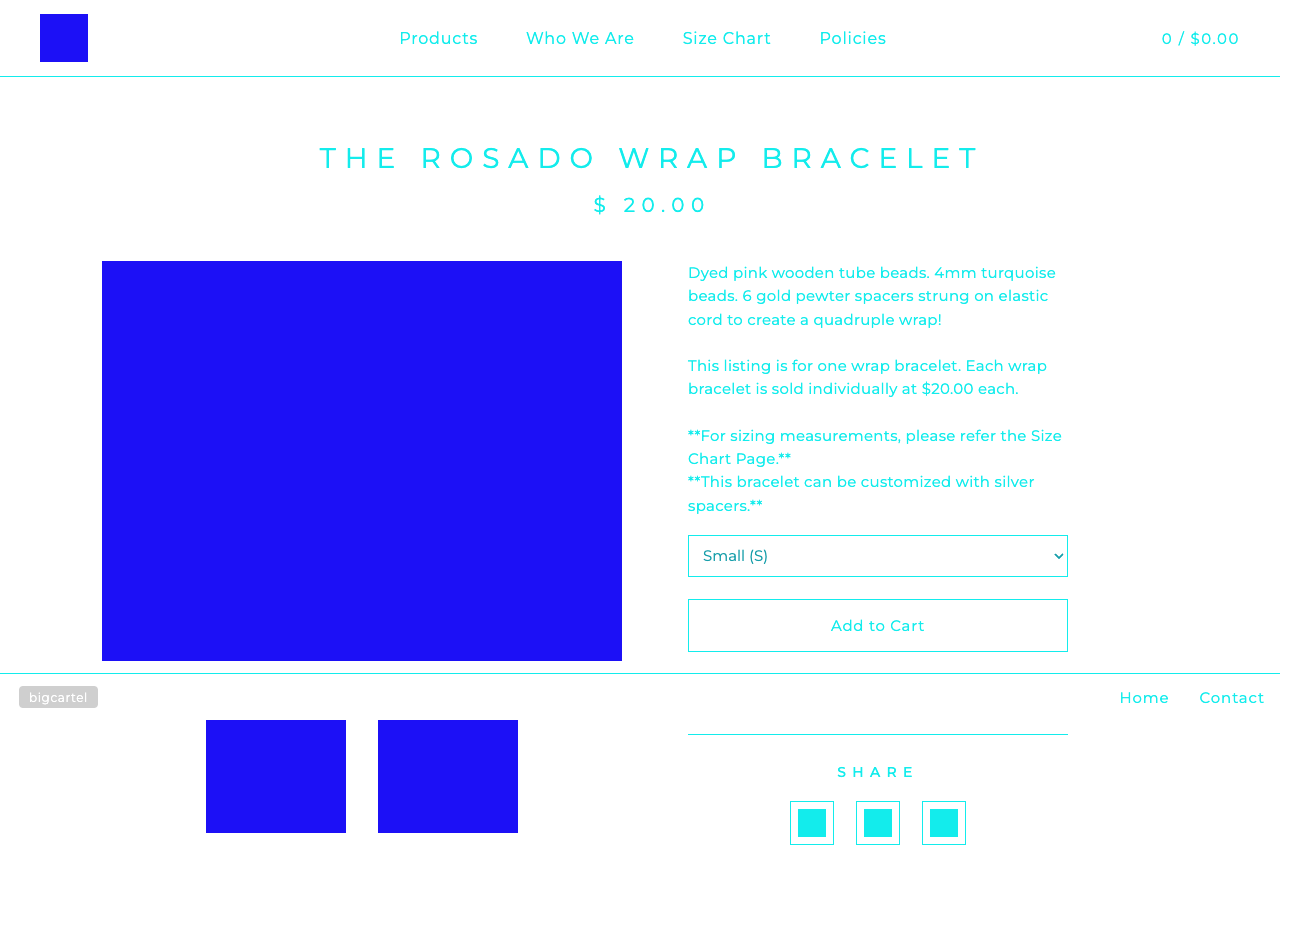 Products Who We Are Size Chart Policies 0 / $0.00
THE ROSADO WRAP BRACELET
$ 20.00
Dyed pink wooden tube beads. 4mm turquoise
beads. 6 gold pewter spacers strung on elastic
cord to create a quadruple wrap!
This listing is for one wrap bracelet. Each wrap
bracelet is sold individually at $20.00 each.
**For sizing measurements, please refer the Size
Chart Page.**
**This bracelet can be customized with silver
spacers.**
Small (S)
Add to Cart
bigcartel Home Contact
SHARE